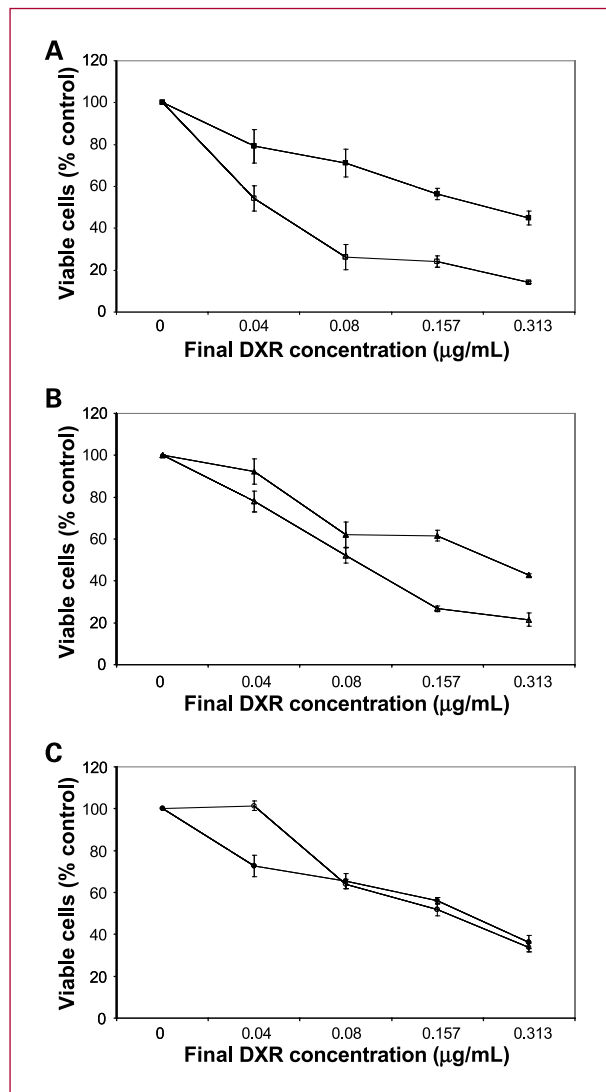 A
Viable cells (% control)
120
100
80
60
40
20
0
0 0.04 0.08 0.157 0.313
Final DXR concentration (μg/mL)
B
Viable cells (% control)
120
100
80
60
40
20
0
0 0.04 0.08 0.157 0.313
Final DXR concentration (μg/mL)
C
Viable cells (% control)
120
100
80
60
40
20
0
0 0.04 0.08 0.157 0.313
Final DXR concentration (μg/mL)